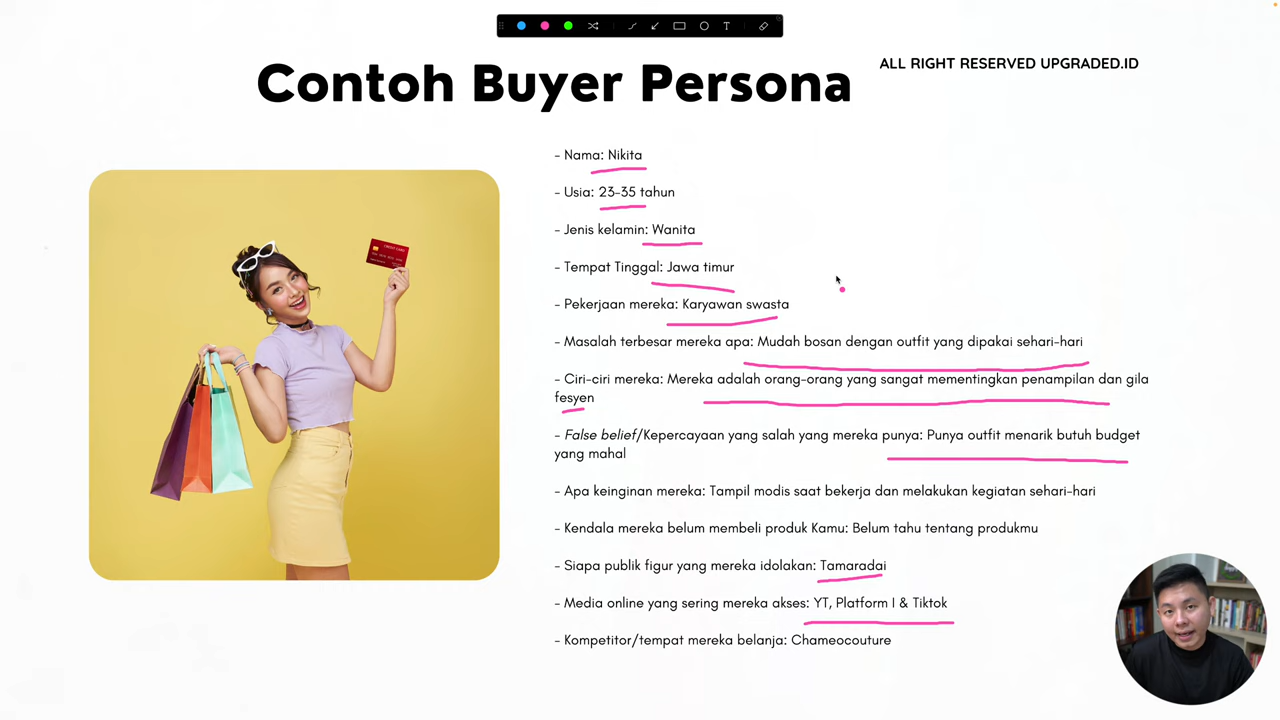 T
Contoh Buyer Persona
ALL RIGHT RESERVED UPGRADED.ID
- Nama: Nikita
- Usia: 23-35 tahun
- Jenis kelamin: Wanita
- Tempat Tinggal: Jawa timur
- Pekerjaan mereka: Karyawan swasta
- Masalah terbesar mereka apa: Mudah bosan dengan outfit yang dipakai sehari-hari
- Ciri-ciri mereka: Mereka adalah orang-orang yang sangat mementingkan penampilan dan gila
fesyen
- False belief/Kepercayaan yang salah yang mereka punya: Punya outfit menarik butuh budget
yang mahal
- Apa keinginan mereka: Tampil modis saat bekerja dan melakukan kegiatan sehari-hari
- Kendala mereka belum membeli produk Kamu: Belum tahu tentang produkmu
- Siapa publik figur yang mereka idolakan: Tamaradai
- Media online yang sering mereka akses: YT, Platform I & Tiktok
- Kompetitor/tempat mereka belanja: Chameocouture
CREDIT CARD